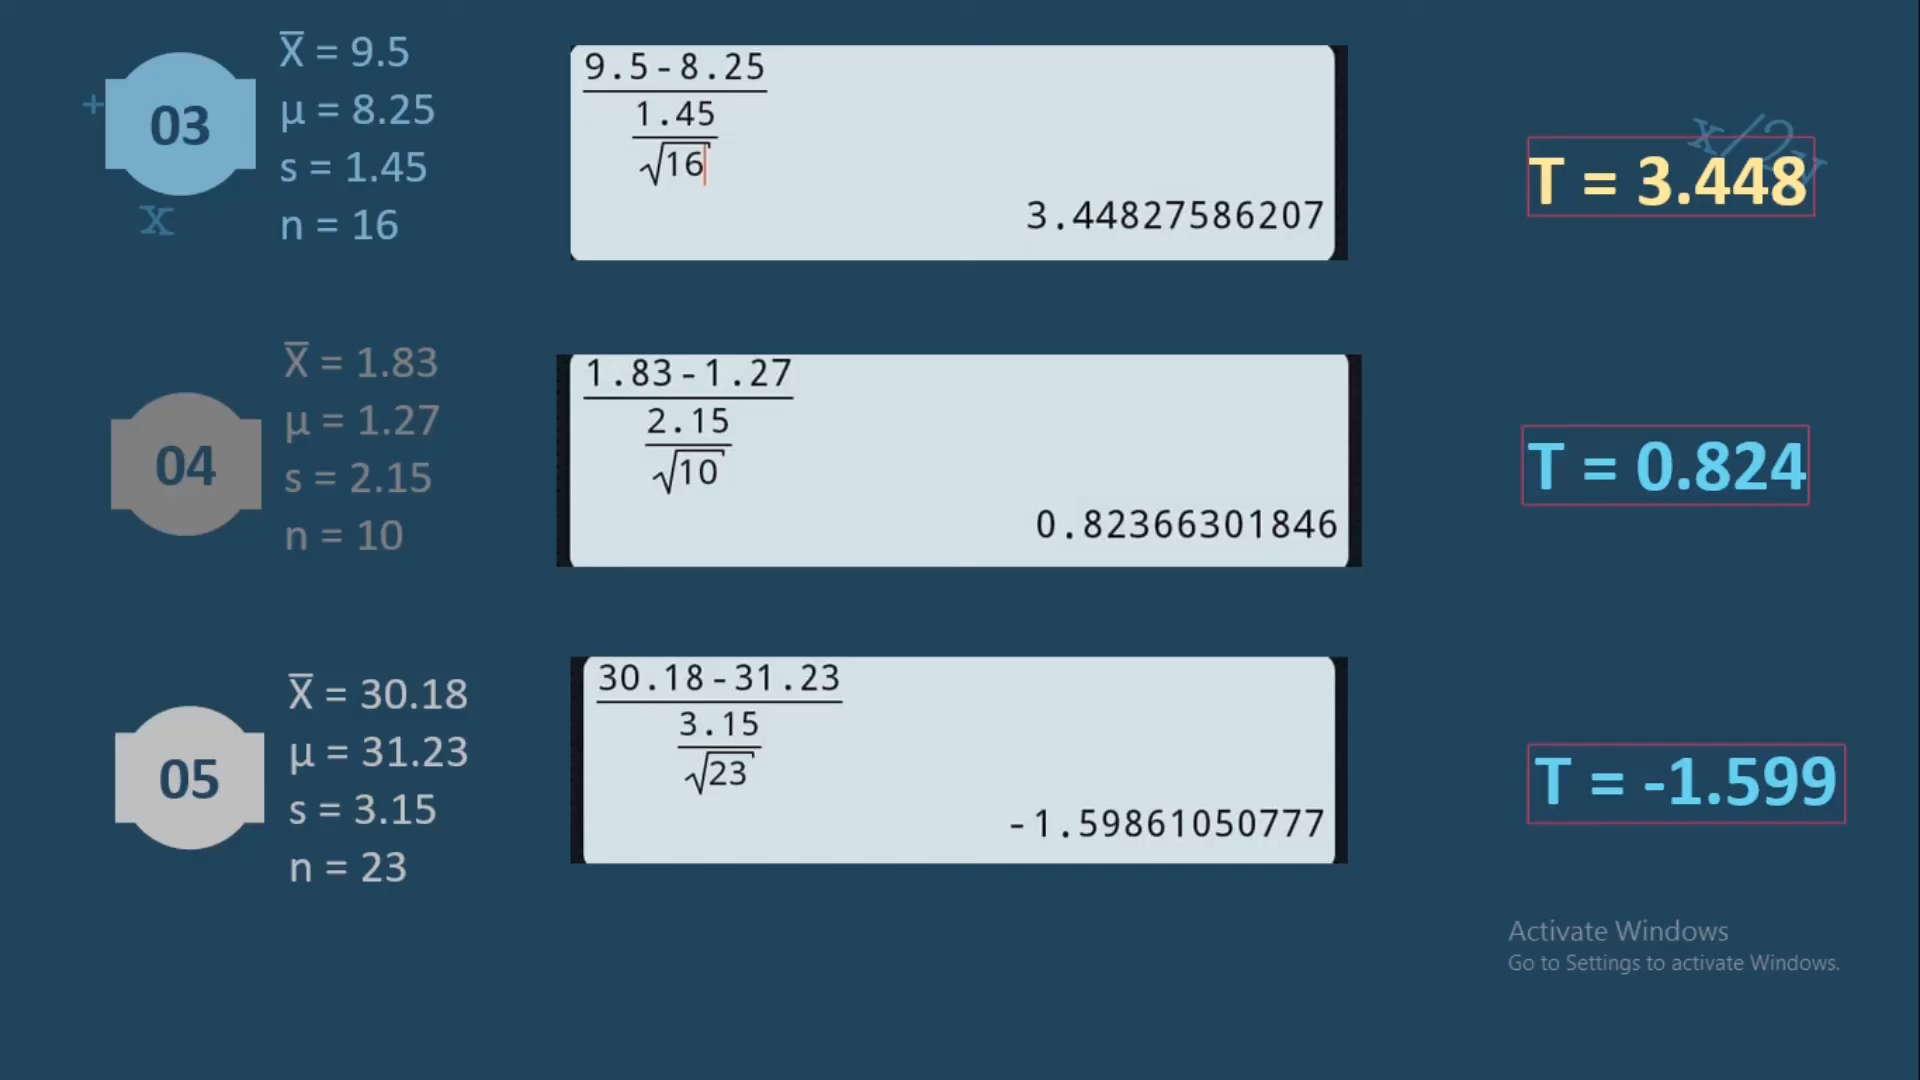 03
X̅ = 9.5
μ = 8.25
s = 1.45
n = 16
9.5-8.25
1.45
√16
3.44827586207
T = 3.448
+
x
x/2y
04
X̅ = 1.83
μ = 1.27
s = 2.15
n = 10
1.83-1.27
2.15
√10
0.82366301846
T = 0.824
05
X̅ = 30.18
μ = 31.23
s = 3.15
n = 23
30.18-31.23
3.15
√23
-1.59861050777
T = -1.599
Activate Windows
Go to Settings to activate Windows.